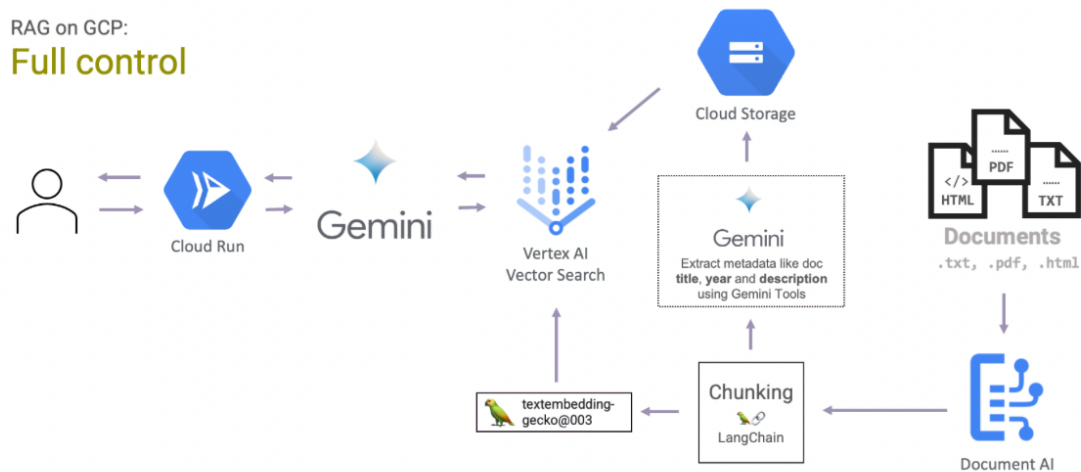 RAG on GCP:
Full control
Cloud Run
Gemini
Vertex AI
Vector Search
Cloud Storage
Gemini
Extract metadata like doc
title, year and description
using Gemini Tools
</>
HTML
......
PDF
......
TXT
Documents
.txt, .pdf, .html
textembedding-
gecko@003
Chunking
LangChain
Document AI